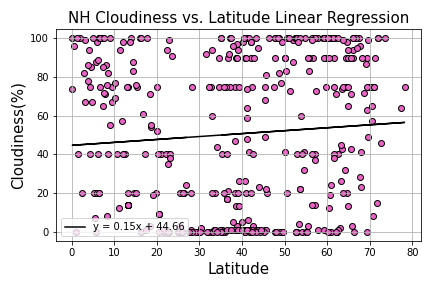 NH Cloudiness vs. Latitude Linear Regression
Cloudiness(%)
100
80
60
40
20
0
y = 0.15x + 44.66
0 10 20 30 40 50 60 70 80
Latitude